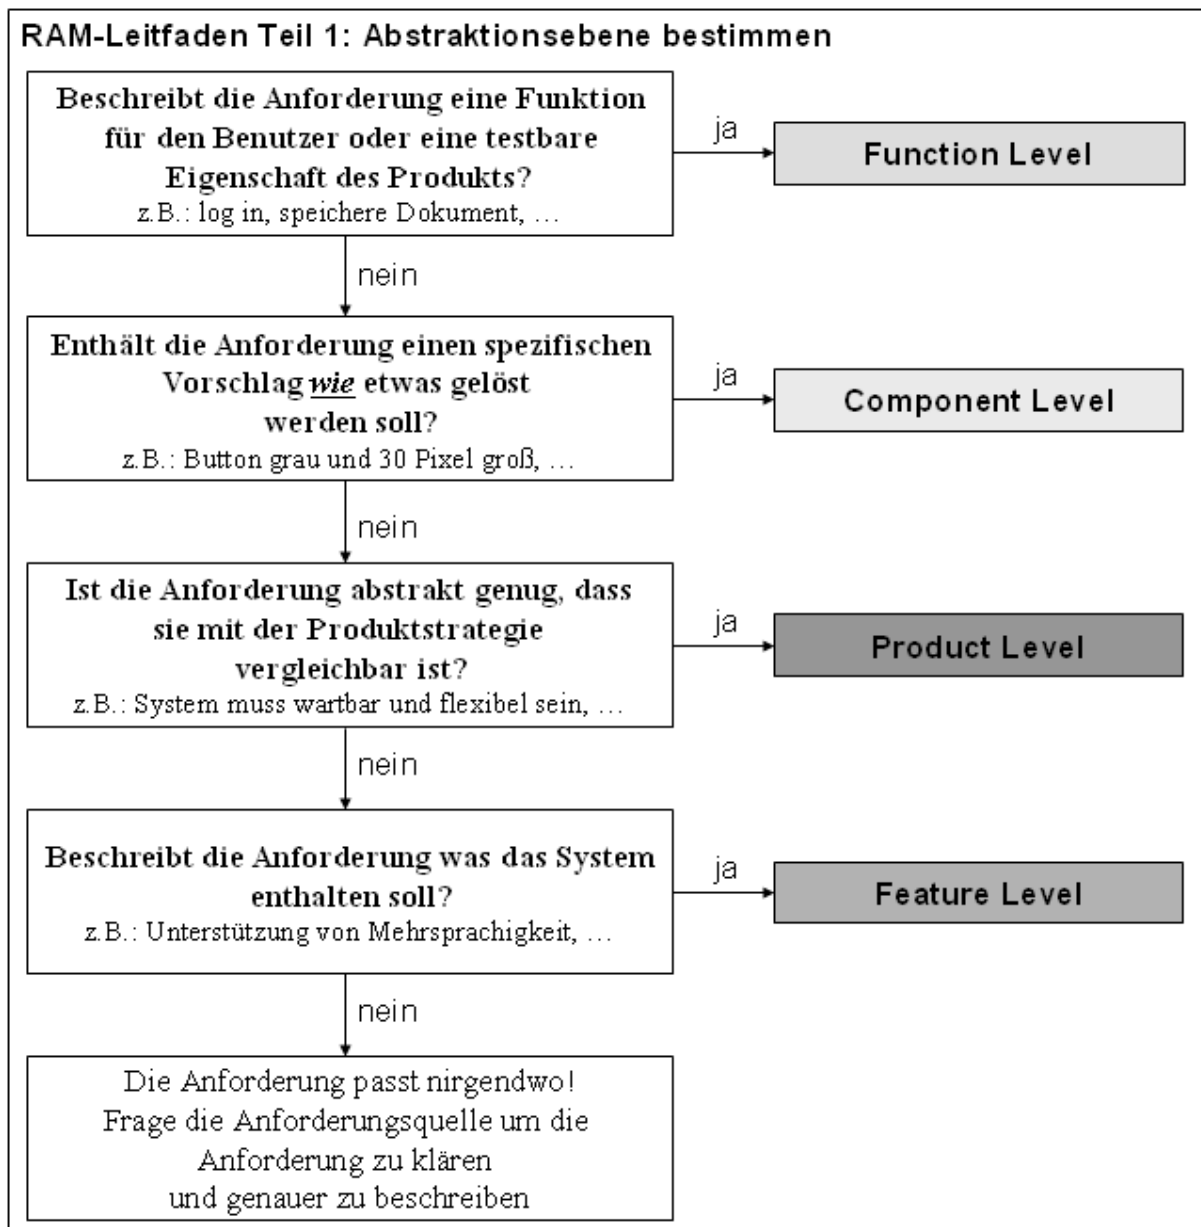 RAM-Leitfaden Teil 1: Abstraktionsebene bestimmen
Beschreibt die Anforderung eine Funktion
für den Benutzer oder eine testbare
Eigenschaft des Produkts?
z.B.: log in, speichere Dokument, …
ja
Function Level
nein
Enthält die Anforderung einen spezifischen
Vorschlag wie etwas gelöst
werden soll?
z.B.: Button grau und 30 Pixel groß, …
ja
Component Level
nein
Ist die Anforderung abstrakt genug, dass
sie mit der Produktstrategie
vergleichbar ist?
z.B.: System muss wartbar und flexibel sein, …
ja
Product Level
nein
Beschreibt die Anforderung was das System
enthalten soll?
z.B.: Unterstützung von Mehrsprachigkeit, …
ja
Feature Level
nein
Die Anforderung passt nirgendwo!
Frage die Anforderungsquelle um die
Anforderung zu klären
und genauer zu beschreiben